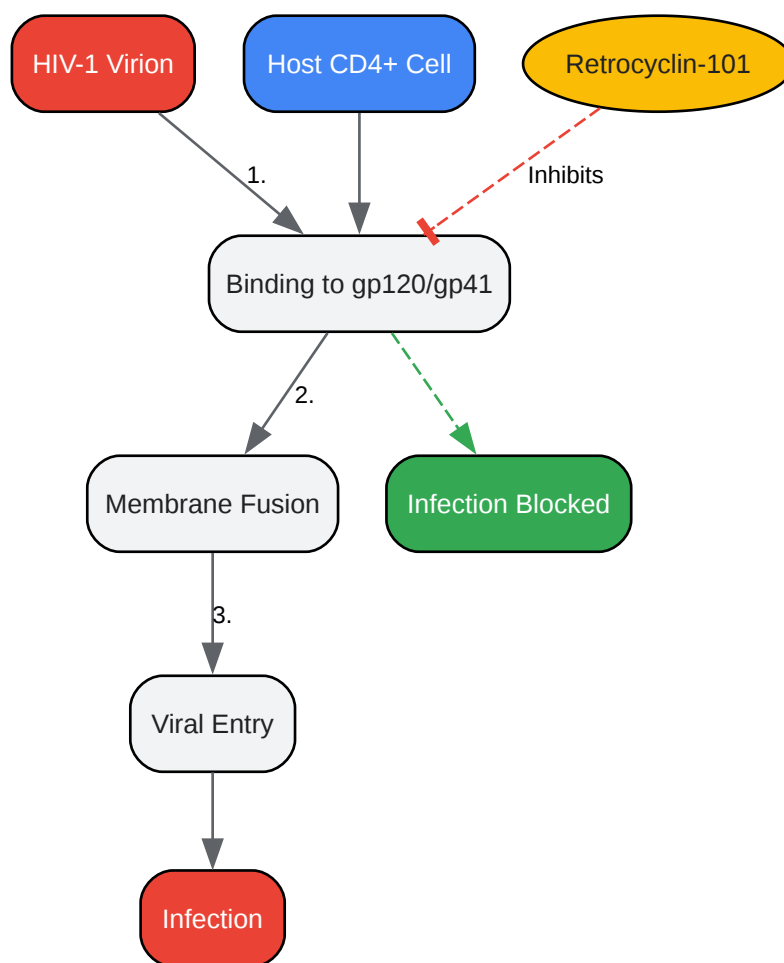 HIV-1 Virion
Host CD4+ Cell
Retrocyclin-101
1.
Inhibits
Binding to gp120/gp41
2.
Membrane Fusion
Infection Blocked
3.
Viral Entry
Infection